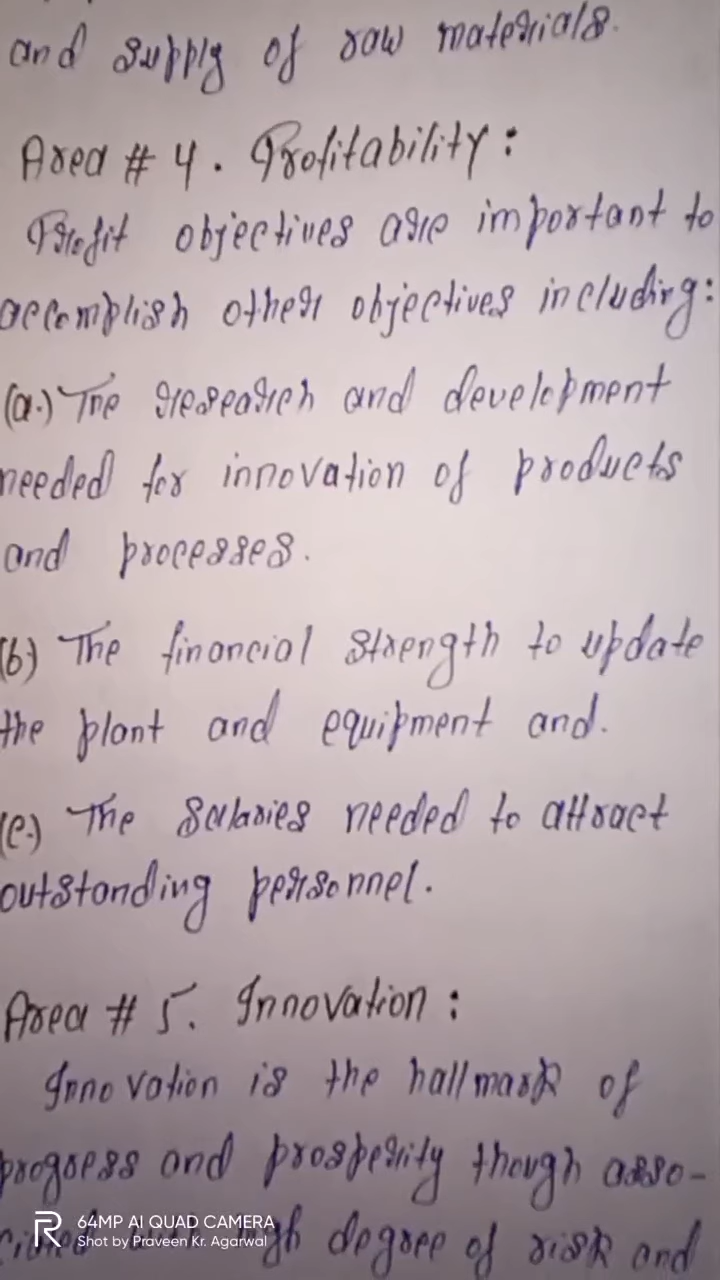 and supply of raw materials.
Area # 4. Profitability:
Profit objectives are important to
accomplish other objectives including:
(a.) The research and development
needed for innovation of products
and processes.
(b) The financial strength to update
the plant and equipment and.
(c.) The salaries needed to attract
outstanding personnel.
Area # 5. Innovation:
Innovation is the hallmark of
progress and prosperity though asso-
degree of risk and
64MP AI QUAD CAMERA
Shot by Praveen Kr. Agarwal